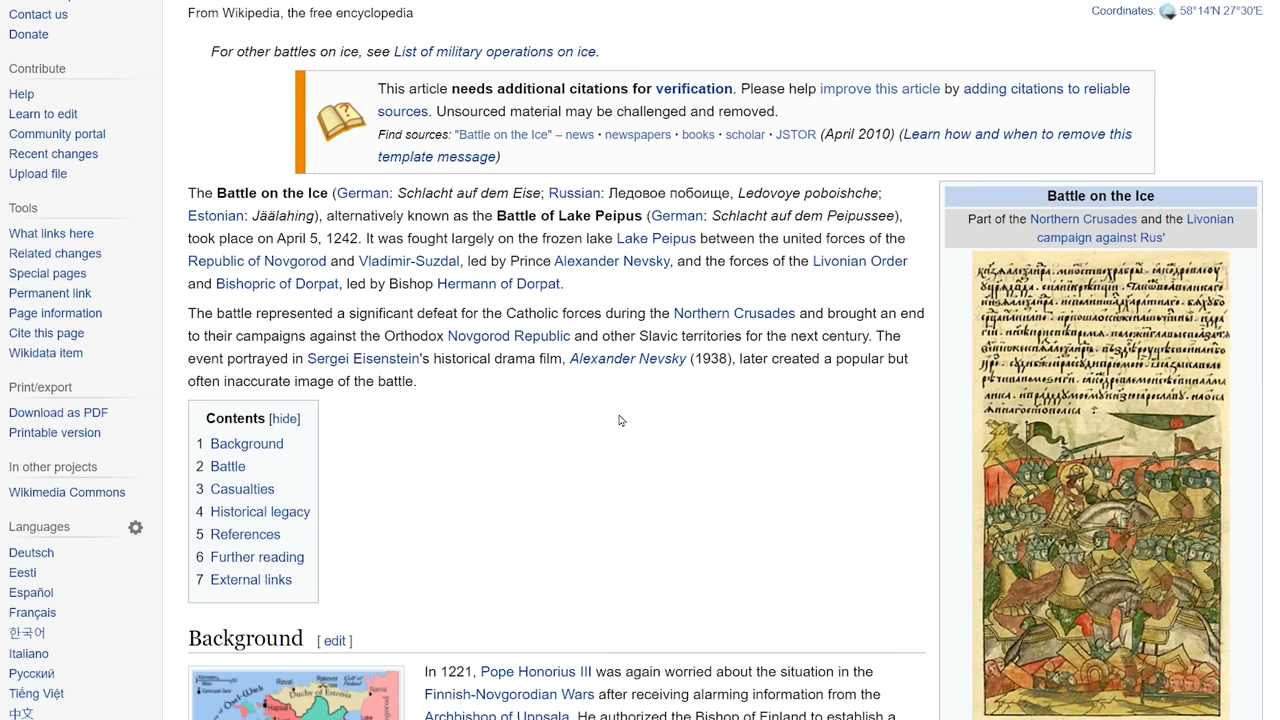 Contact us
Donate
Contribute
Help
Learn to edit
Community portal
Recent changes
Upload file
Tools
What links here
Related changes
Special pages
Permanent link
Page information
Cite this page
Wikidata item
Print/export
Download as PDF
Printable version
In other projects
Wikimedia Commons
Languages
Deutsch
Eesti
Español
Français
한국어
Italiano
Русский
Tiếng Việt
中文
From Wikipedia, the free encyclopedia
Coordinates: 58°14′N 27°30′E
For other battles on ice, see List of military operations on ice.
This article needs additional citations for verification. Please help improve this article by adding citations to reliable
sources. Unsourced material may be challenged and removed.
Find sources: "Battle on the Ice" – news · newspapers · books · scholar · JSTOR (April 2010) (Learn how and when to remove this
template message)
The Battle on the Ice (German: Schlacht auf dem Eise; Russian: Ледовое побоище, Ledovoye poboishche;
Estonian: Jäälahing), alternatively known as the Battle of Lake Peipus (German: Schlacht auf dem Peipussee),
took place on April 5, 1242. It was fought largely on the frozen lake Lake Peipus between the united forces of the
Republic of Novgorod and Vladimir-Suzdal, led by Prince Alexander Nevsky, and the forces of the Livonian Order
and Bishopric of Dorpat, led by Bishop Hermann of Dorpat.
The battle represented a significant defeat for the Catholic forces during the Northern Crusades and brought an end
to their campaigns against the Orthodox Novgorod Republic and other Slavic territories for the next century. The
event portrayed in Sergei Eisenstein's historical drama film, Alexander Nevsky (1938), later created a popular but
often inaccurate image of the battle.
Contents [hide]
1 Background
2 Battle
3 Casualties
4 Historical legacy
5 References
6 Further reading
7 External links
Background [ edit ]
Reval
Duchy of Estonia
Narva
Hapsal
In 1221, Pope Honorius III was again worried about the situation in the
Finnish-Novgorodian Wars after receiving alarming information from the
Archbishop of Uppsala. He authorized the Bishop of Finland to establish a
Battle on the Ice
Part of the Northern Crusades and the Livonian
campaign against Rus'